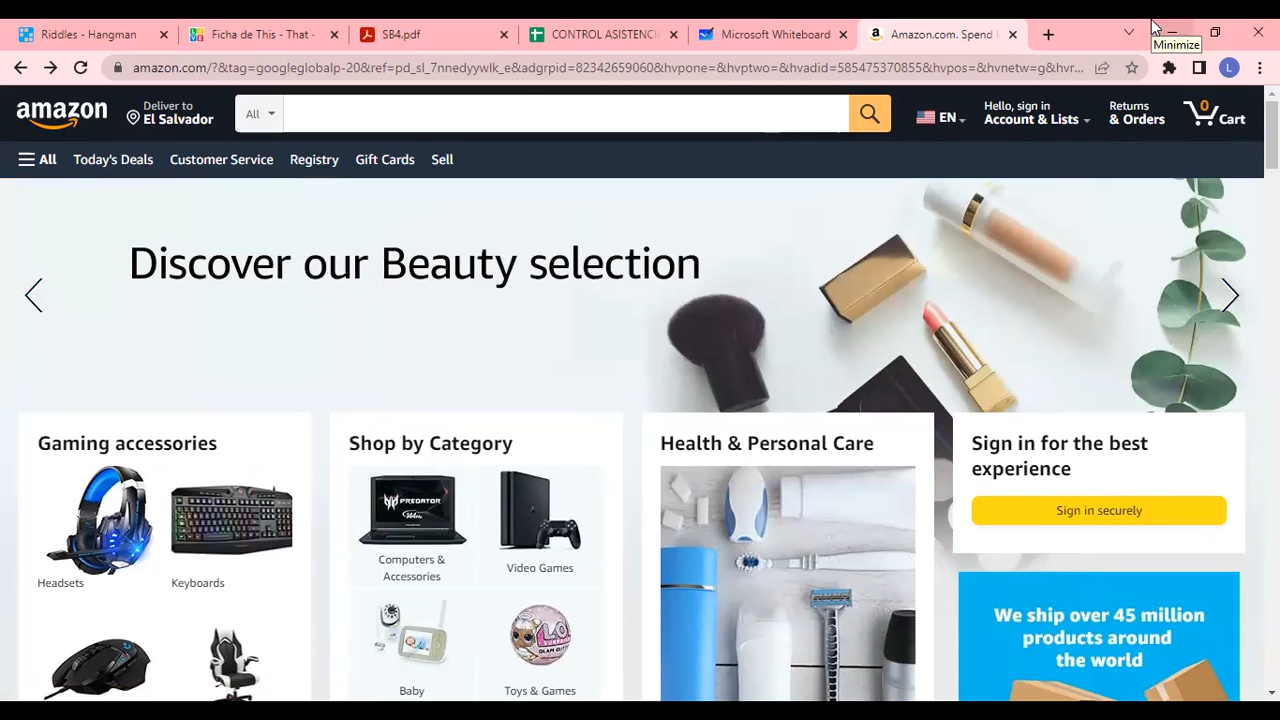 Riddles - Hangman
Ficha de This - That -
SB4.pdf
CONTROL ASISTENCI
Microsoft Whiteboard
Amazon.com. Spend l
Minimize
amazon.com/?&tag=googleglobalp-20&ref=pd_sl_7nnedyywlk_e&adgrpid=82342659060&hvpone=&hvptwo=&hvadid=585475370855&hvpos=&hvnetw=g&hvr...
L
amazon
Deliver to
El Salvador
All
EN
Hello, sign in
Account & Lists
Returns
& Orders
0
Cart
All
Today's Deals
Customer Service
Registry
Gift Cards
Sell
Discover our Beauty selection
Gaming accessories
Headsets
Keyboards
Shop by Category
PREDATOR
Computers &
Accessories
Video Games
Baby
Toys & Games
Health & Personal Care
Sign in for the best
experience
Sign in securely
We ship over 45 million
products around
the world